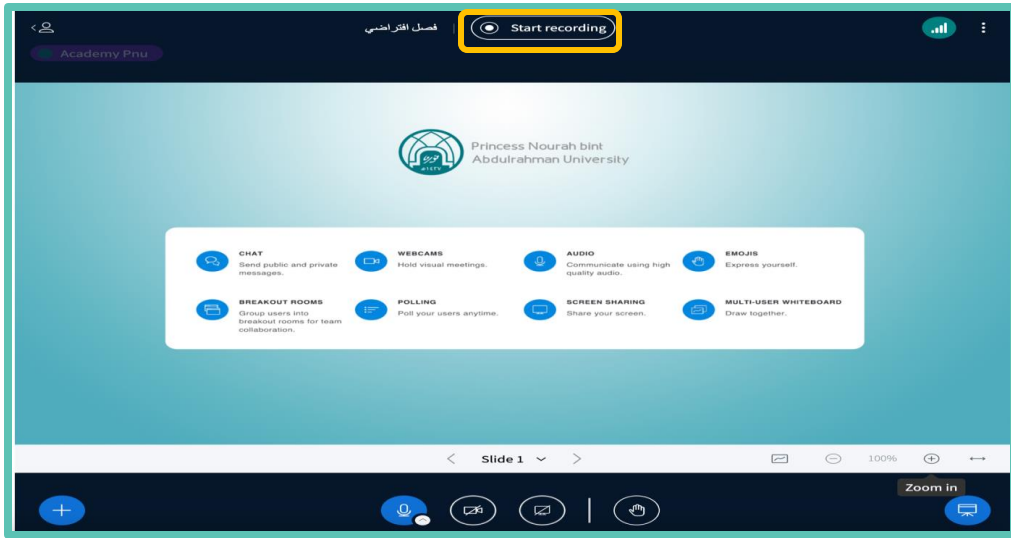 فصل افتراضي | Start recording
Academy Pnu
Princess Nourah bint
Abdulrahman University
CHAT
Send public and private
messages.
WEBCAMS
Hold visual meetings.
AUDIO
Communicate using high
quality audio.
EMOJIS
Express yourself.
BREAKOUT ROOMS
Group users into
breakout rooms for team
collaboration.
POLLING
Poll your users anytime.
SCREEN SHARING
Share your screen.
MULTI-USER WHITEBOARD
Draw together.
Slide 1
100%
Zoom in